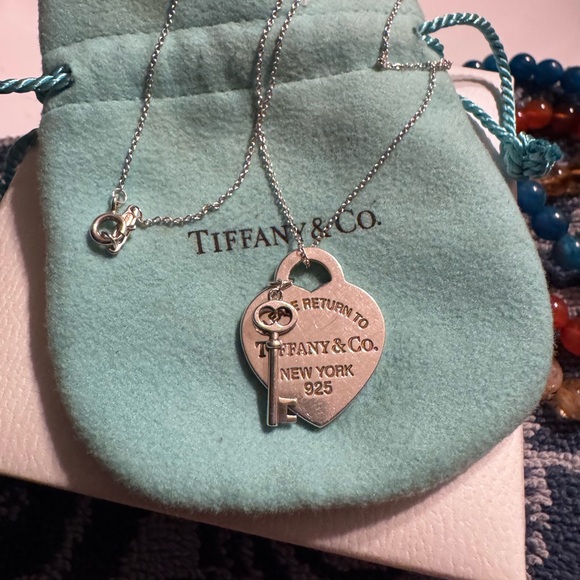 TIFFANY & CO.
E RETURN TO
TIFFANY & CO.
NEW YORK
925